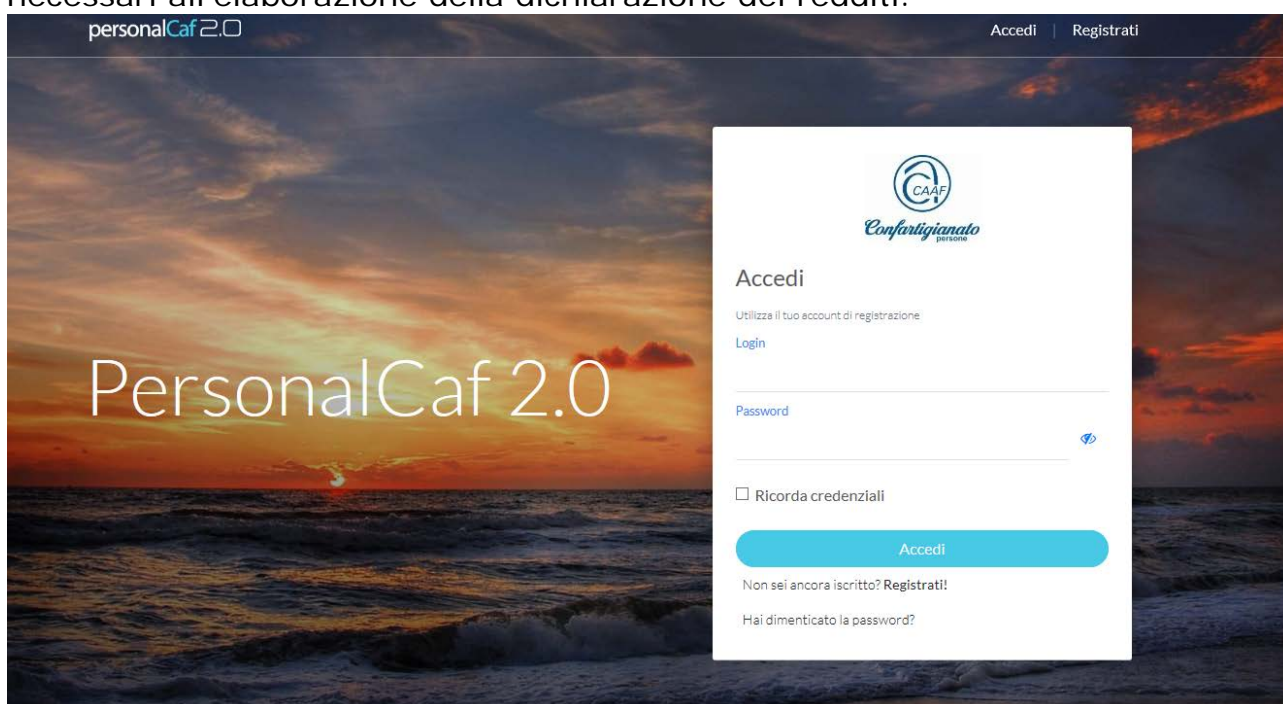 necessari all'elaborazione della dichiarazione dei redditi.
personalCaf 2.0
Accedi | Registrati
CAAF
Confartigianato
persone
Accedi
Utilizza il tuo account di registrazione
Login
PersonalCaf 2.0
Password
Ricorda credenziali
Accedi
Non sei ancora iscritto? Registrati!
Hai dimenticato la password?